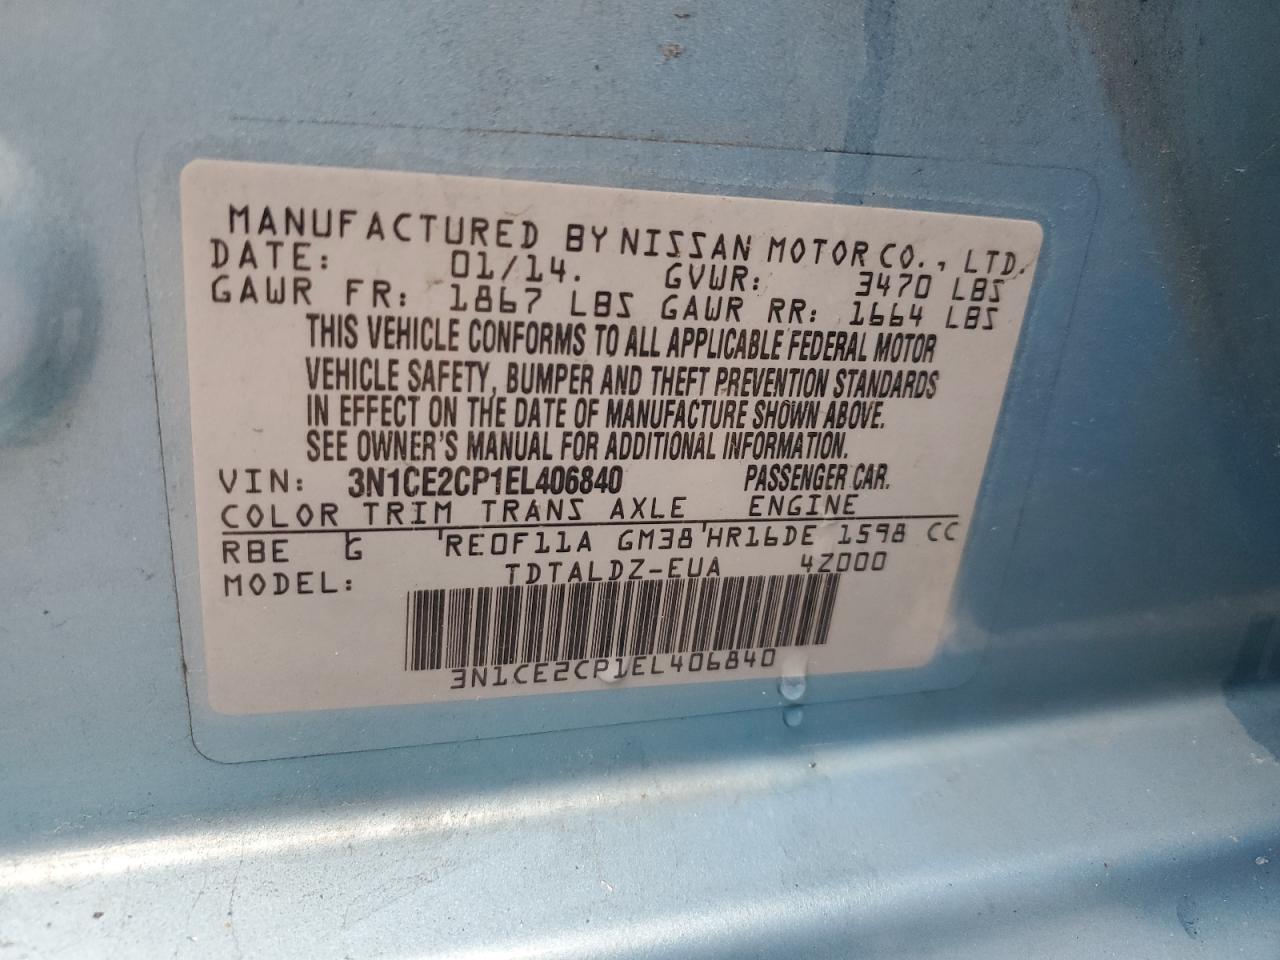 MANUFACTURED BY NISSAN MOTOR CO., LTD.
DATE: 01/14. GVWR: 3470 LBS
GAWR FR: 1867 LBS GAWR RR: 1664 LBS
THIS VEHICLE CONFORMS TO ALL APPLICABLE FEDERAL MOTOR
VEHICLE SAFETY, BUMPER AND THEFT PREVENTION STANDARDS
IN EFFECT ON THE DATE OF MANUFACTURE SHOWN ABOVE.
SEE OWNER'S MANUAL FOR ADDITIONAL INFORMATION.
VIN: 3N1CE2CP1EL406840 PASSENGER CAR.
COLOR TRIM TRANS AXLE ENGINE
RBE G 'RE0F11A GM38'HR16DE 1598 CC
MODEL: TDTALDZ-EUA 4Z000
3N1CE2CP1EL406840